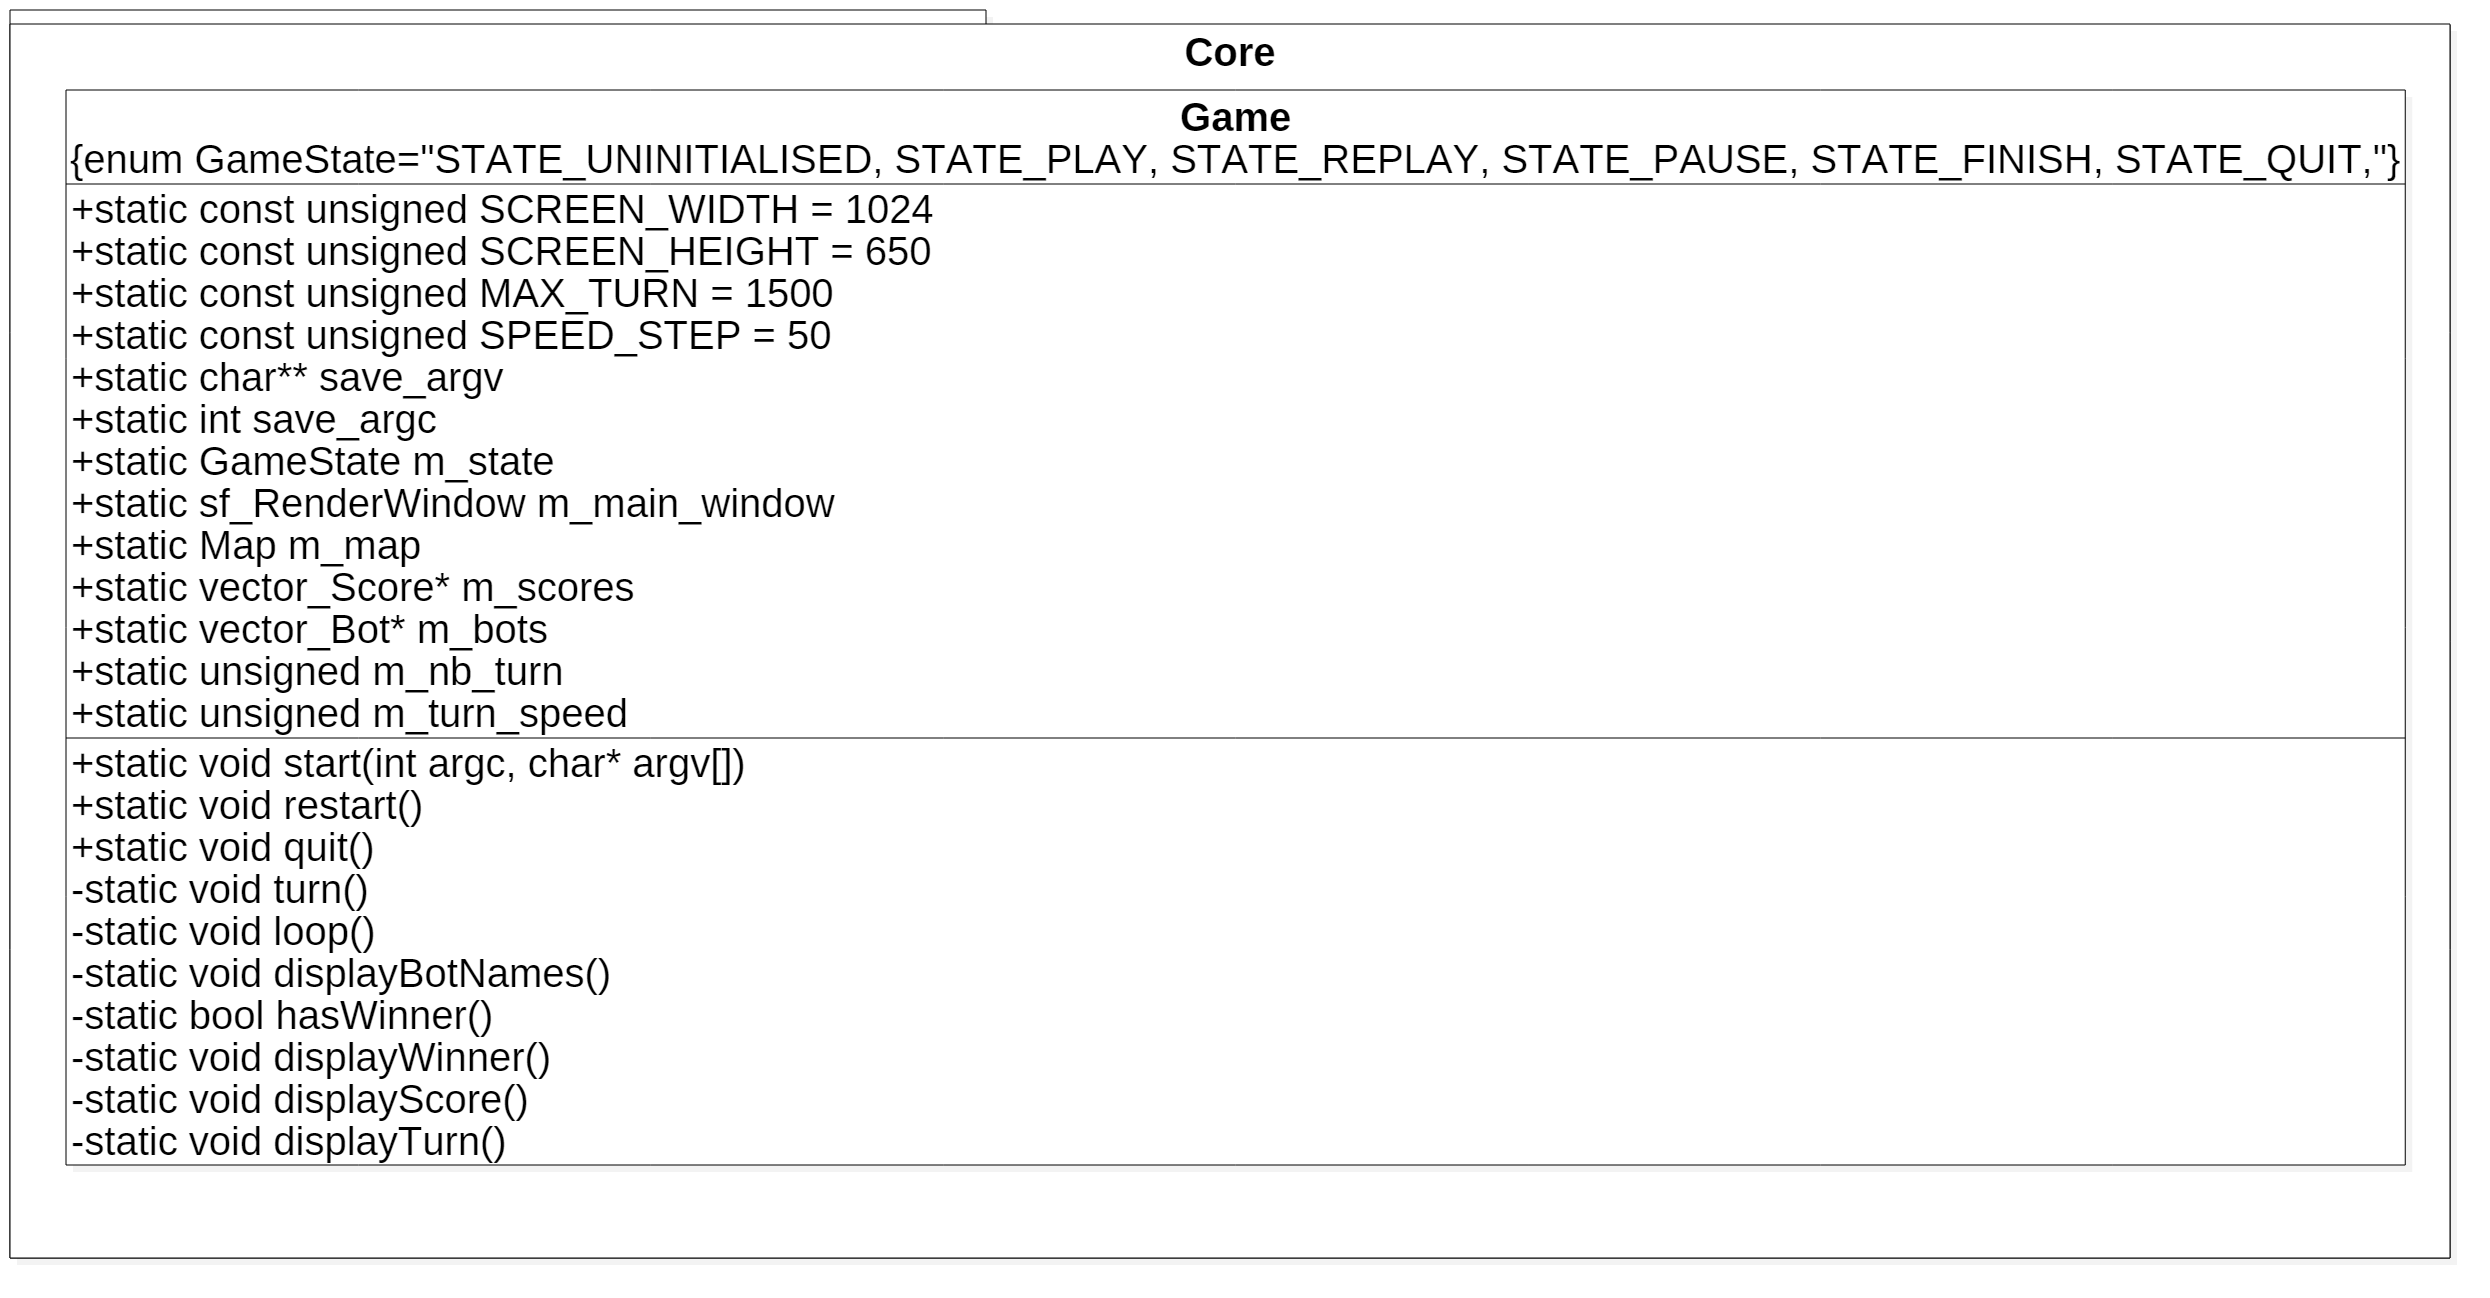 Core
Game
{enum GameState="STATE_UNINITIALISED, STATE_PLAY, STATE_REPLAY, STATE_PAUSE, STATE_FINISH, STATE_QUIT,"}
+static const unsigned SCREEN_WIDTH = 1024
+static const unsigned SCREEN_HEIGHT = 650
+static const unsigned MAX_TURN = 1500
+static const unsigned SPEED_STEP = 50
+static char** save_argv
+static int save_argc
+static GameState m_state
+static sf_RenderWindow m_main_window
+static Map m_map
+static vector_Score* m_scores
+static vector_Bot* m_bots
+static unsigned m_nb_turn
+static unsigned m_turn_speed
+static void start(int argc, char* argv[])
+static void restart()
+static void quit()
-static void turn()
-static void loop()
-static void displayBotNames()
-static bool hasWinner()
-static void displayWinner()
-static void displayScore()
-static void displayTurn()